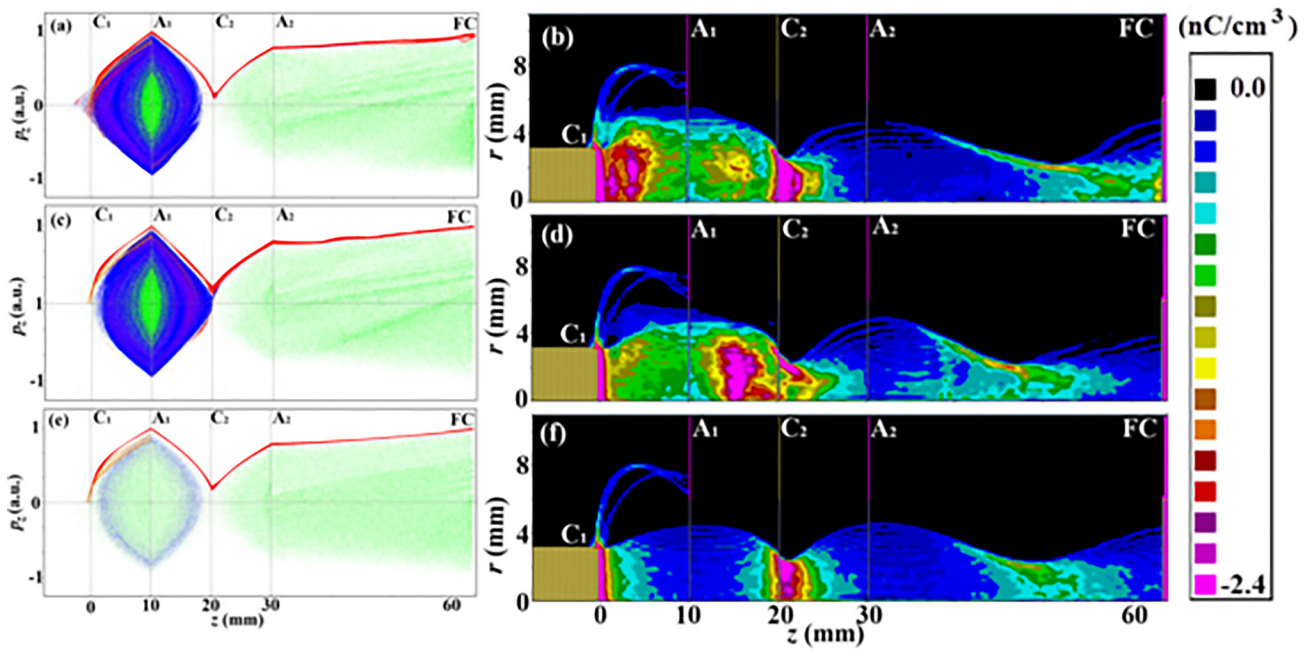 (a) C₁ A₁ C₂ A₂ FC
1
0
-1
p_z (a.u.)
(c) C₁ A₁ C₂ A₂ FC
1
1
-1
p_z (a.u.)
(e) C₁ A₁ C₂ A₂ FC
1
0
-1
p_z (a.u.)
0 10 20 30 60
z (mm)
(b) A₁ C₂ A₂ FC
8
4
0
r (mm)
C₁
(d) A₁ C₂ A₂ FC
8
4
0
r (mm)
C₁
(f) A₁ C₂ A₂ FC
8
4
0
r (mm)
C₁
0 10 20 30 60
z (mm)
(nC/cm³)
0.0
-2.4